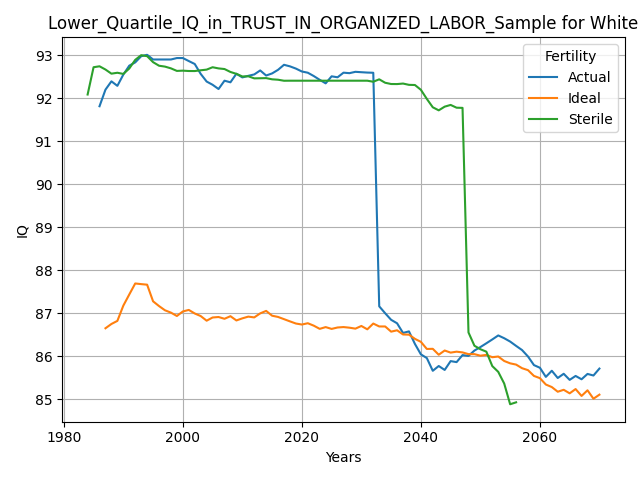 Lower_Quartile_IQ_in_TRUST_IN_ORGANIZED_LABOR_Sample for White
Fertility
Actual
Ideal
Sterile
93
92
91
90
89
88
87
86
85
IQ
1980
2000
2020
2040
2060
Years